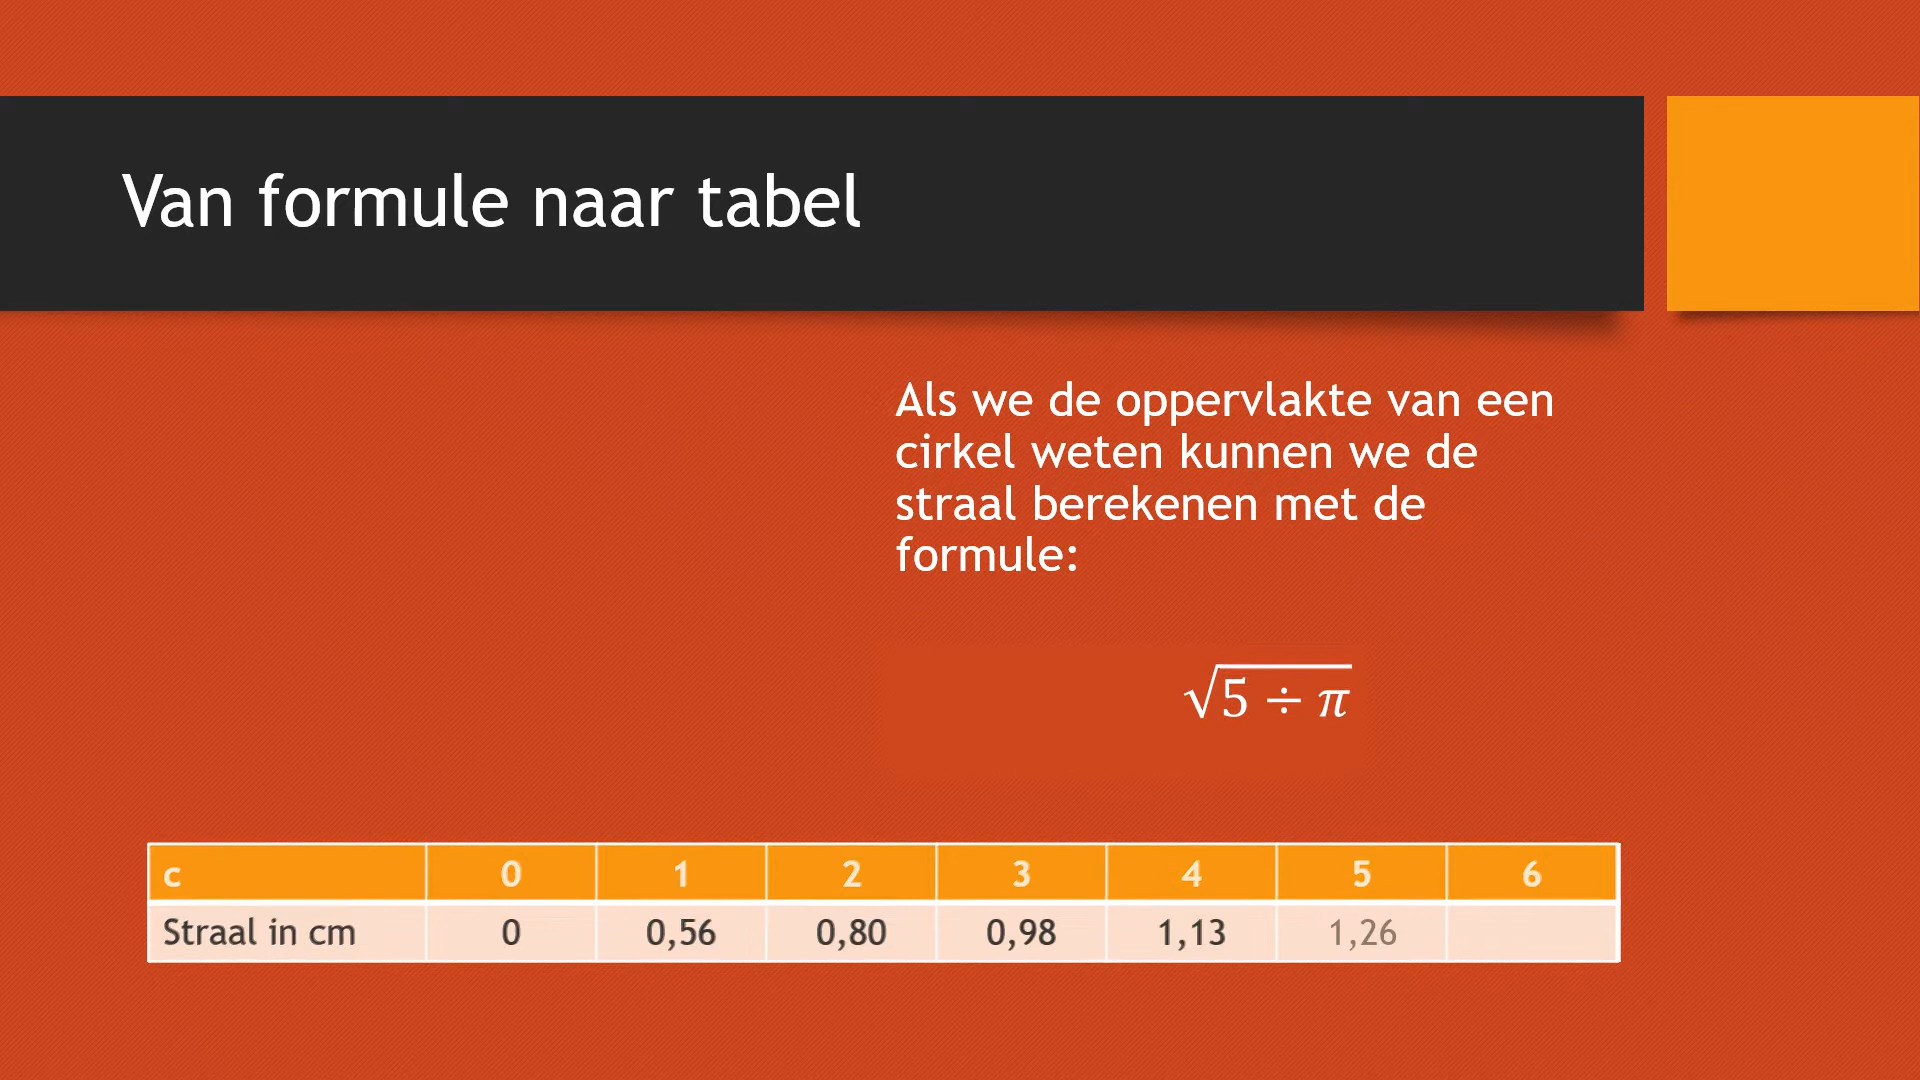 Van formule naar tabel
Als we de oppervlakte van een
cirkel weten kunnen we de
straal berekenen met de
formule:
√5 ÷ π
c 0 1 2 3 4 5 6
Straal in cm 0 0,56 0,80 0,98 1,13 1,26